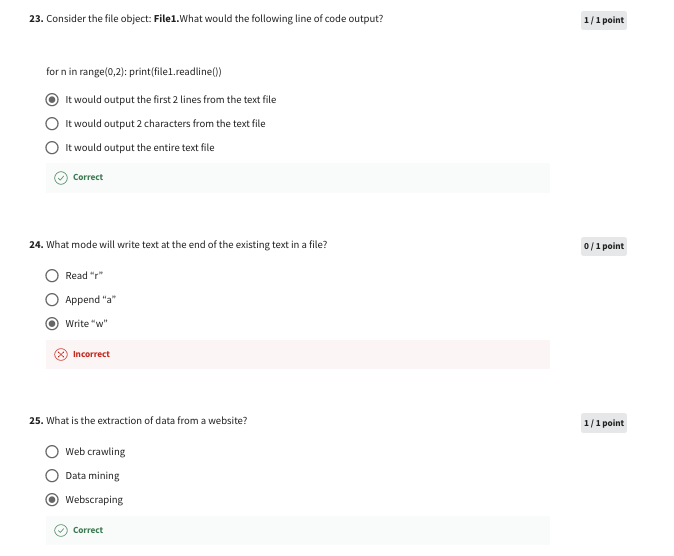 23. Consider the file object: File1.What would the following line of code output?
1 / 1 point
for n in range(0,2): print(file1.readline())
It would output the first 2 lines from the text file
It would output 2 characters from the text file
It would output the entire text file
Correct
24. What mode will write text at the end of the existing text in a file?
0 / 1 point
Read “r”
Append “a”
Write “w”
Incorrect
25. What is the extraction of data from a website?
1 / 1 point
Web crawling
Data mining
Webscraping
Correct